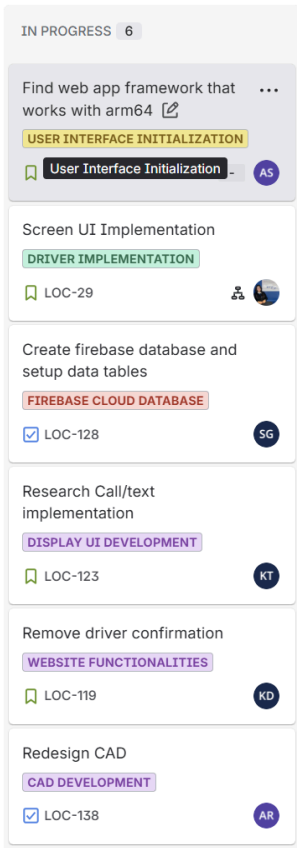 IN PROGRESS 6
Find web app framework that
works with arm64
USER INTERFACE INITIALIZATION
User Interface Initialization
-
AS
Screen UI Implementation
DRIVER IMPLEMENTATION
LOC-29
Create firebase database and
setup data tables
FIREBASE CLOUD DATABASE
LOC-128
SG
Research Call/text
implementation
DISPLAY UI DEVELOPMENT
LOC-123
KT
Remove driver confirmation
WEBSITE FUNCTIONALITIES
LOC-119
KD
Redesign CAD
CAD DEVELOPMENT
LOC-138
AR